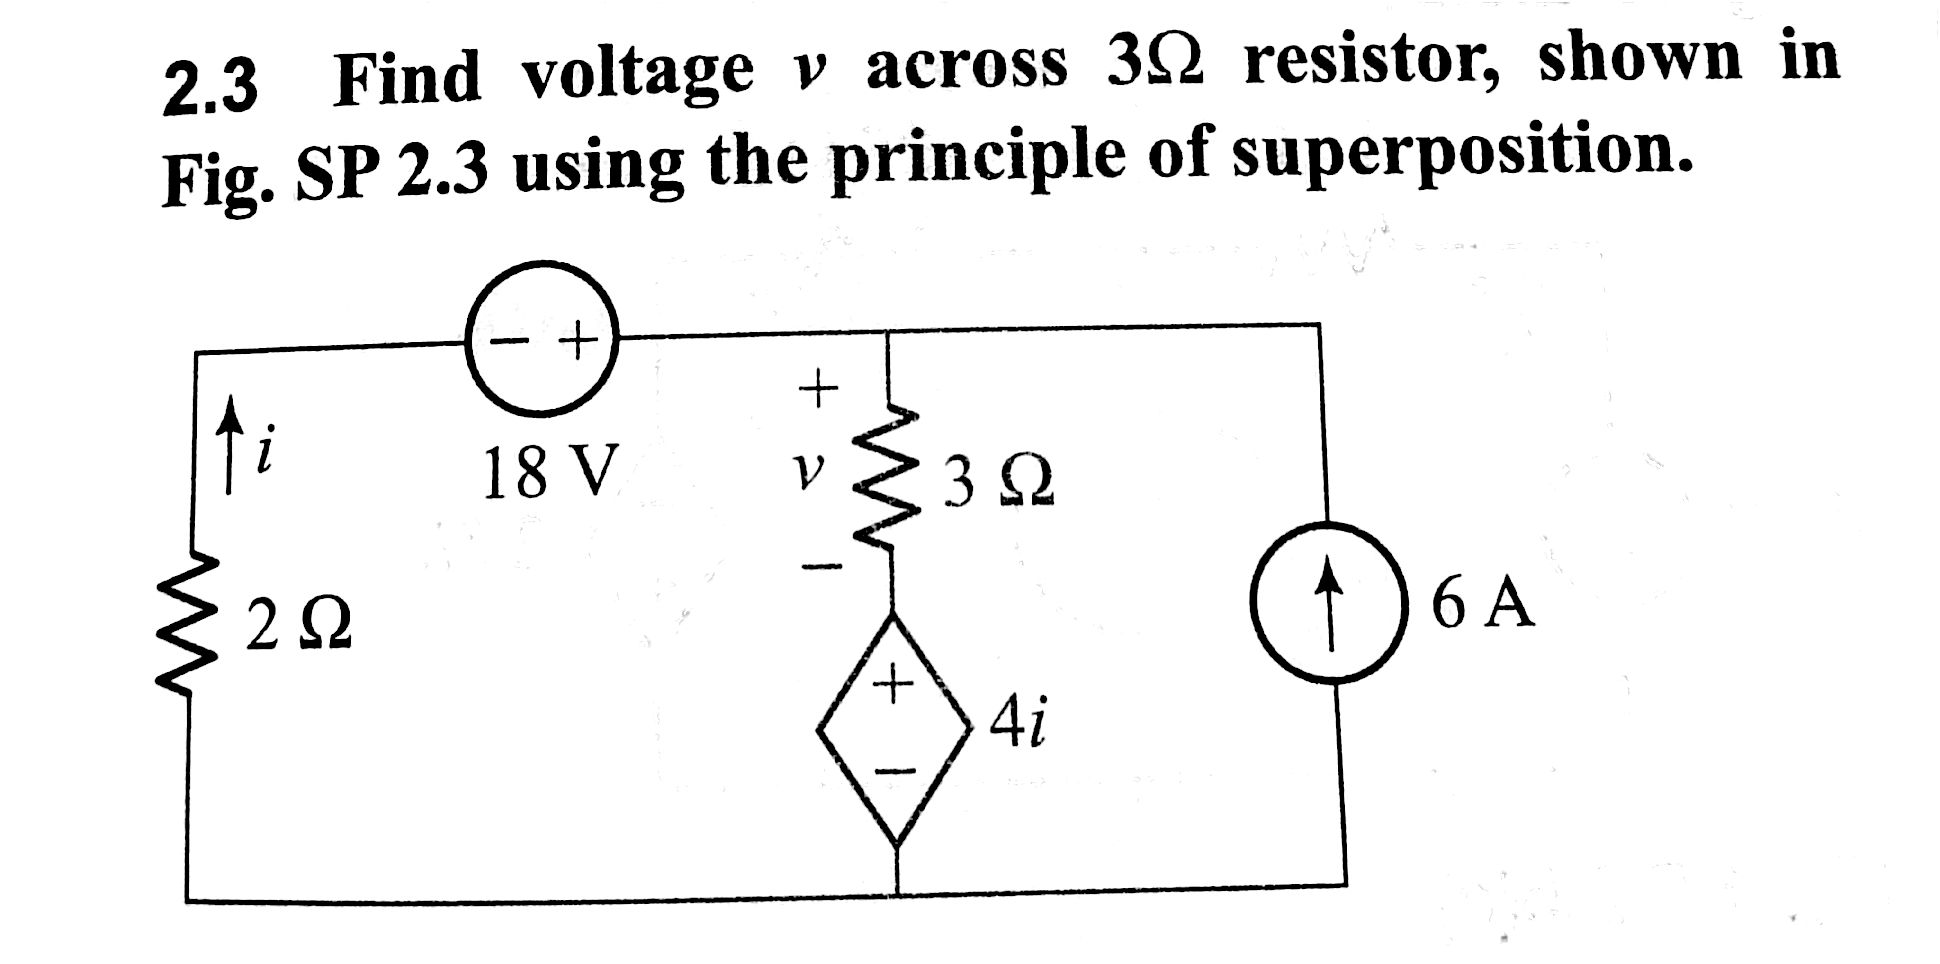 2.3 Find voltage v across 3Ω resistor, shown in
Fig. SP 2.3 using the principle of superposition.
− +
i
18 V
+
v
−
3 Ω
2 Ω
6 A
+
−
4i